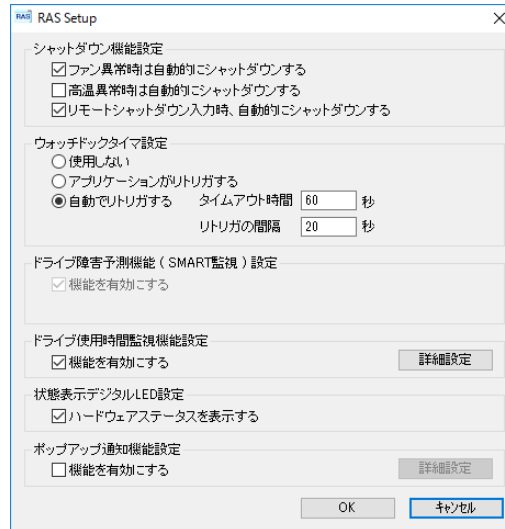 RAS RAS Setup
シャットダウン機能設定
ファン異常時は自動的にシャットダウンする
高温異常時は自動的にシャットダウンする
リモートシャットダウン入力時、自動的にシャットダウンする
ウォッチドックタイマ設定
使用しない
アプリケーションがリトリガする
自動でリトリガする タイムアウト時間 60 秒
リトリガの間隔 20 秒
ドライブ障害予測機能 ( SMART監視 ) 設定
機能を有効にする
ドライブ使用時間監視機能設定
機能を有効にする 詳細設定
状態表示デジタルLED設定
ハードウェアステータスを表示する
ポップアップ通知機能設定
機能を有効にする 詳細設定
OK キャンセル